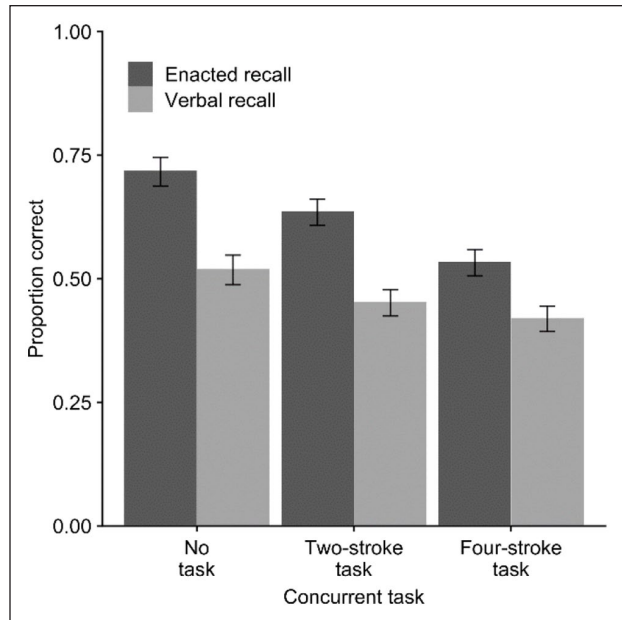 1.00
Enacted recall
Verbal recall
0.75
0.50
0.25
0.00
Proportion correct
No
task
Two-stroke
task
Four-stroke
task
Concurrent task